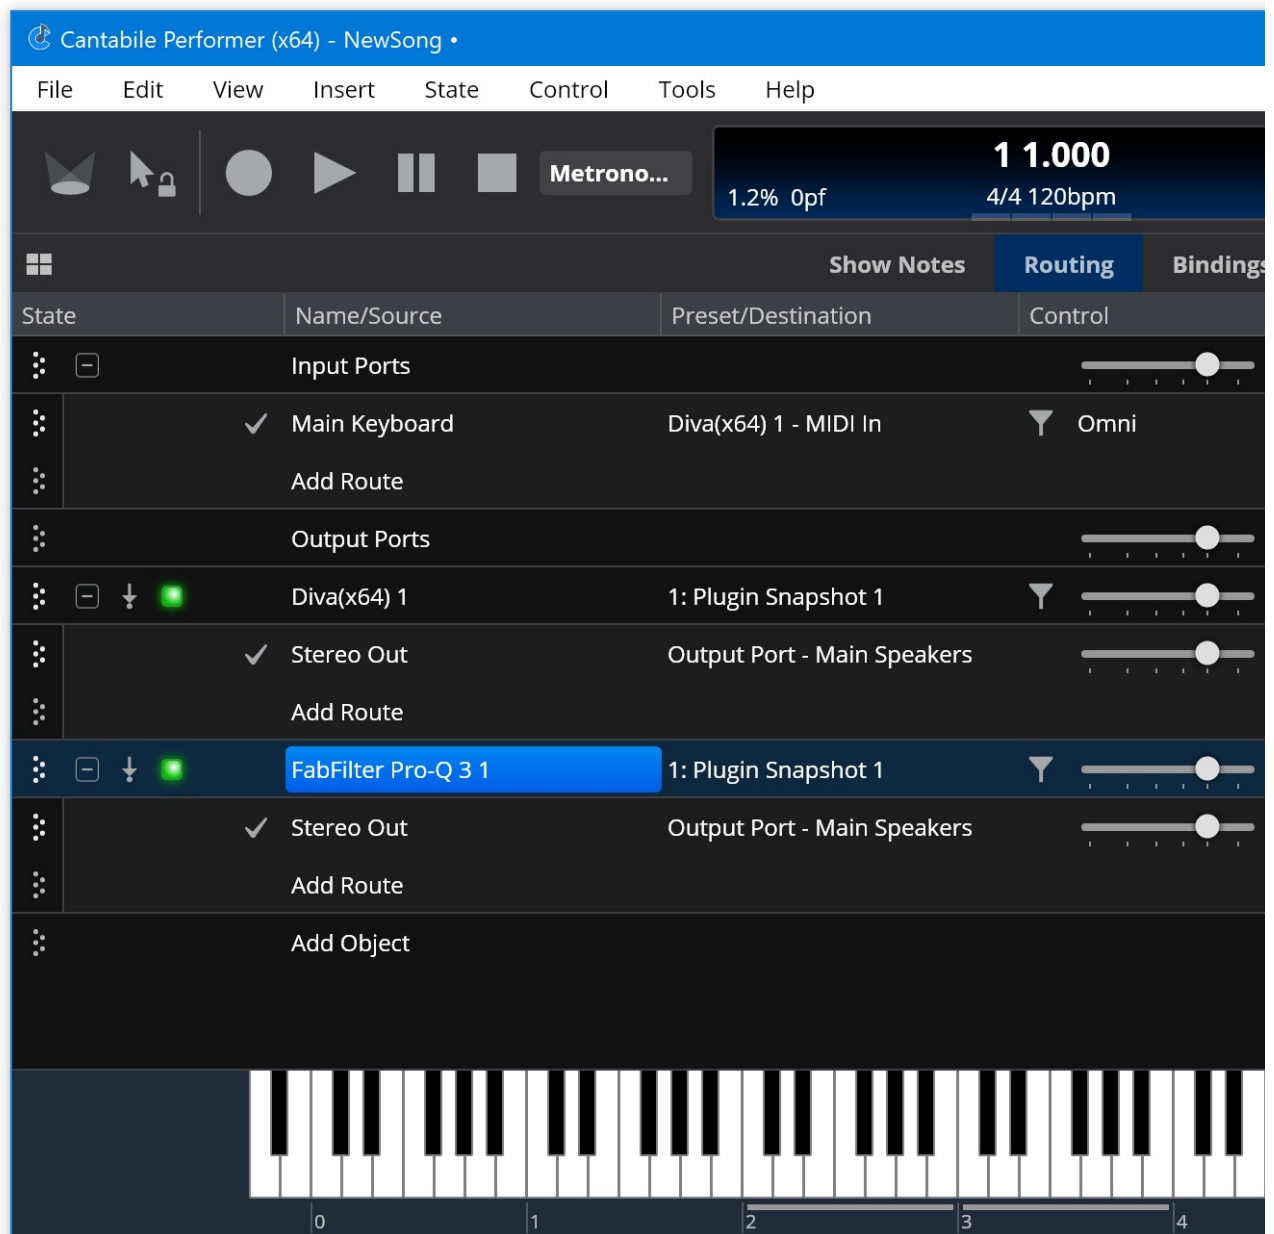 Cantabile Performer (x64) - NewSong •
File Edit View Insert State Control Tools Help
Metrono... 1 1.000
1.2% 0pf 4/4 120bpm
Show Notes Routing Bindings
State Name/Source Preset/Destination Control
Input Ports
Main Keyboard Diva(x64) 1 - MIDI In Omni
Add Route
Output Ports
Diva(x64) 1 1: Plugin Snapshot 1
Stereo Out Output Port - Main Speakers
Add Route
FabFilter Pro-Q 3 1 1: Plugin Snapshot 1
Stereo Out Output Port - Main Speakers
Add Route
Add Object
0 1 2 3 4